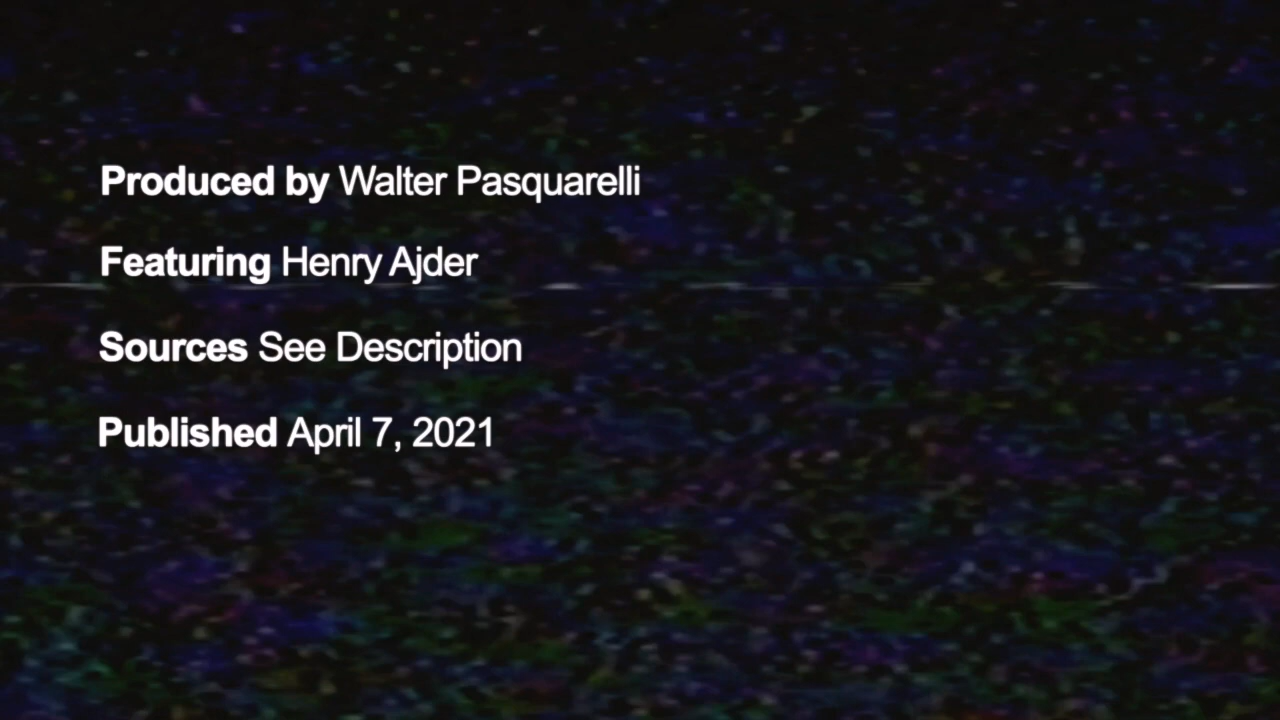 Produced by Walter Pasquarelli
Featuring Henry Ajder
Sources See Description
Published April 7, 2021